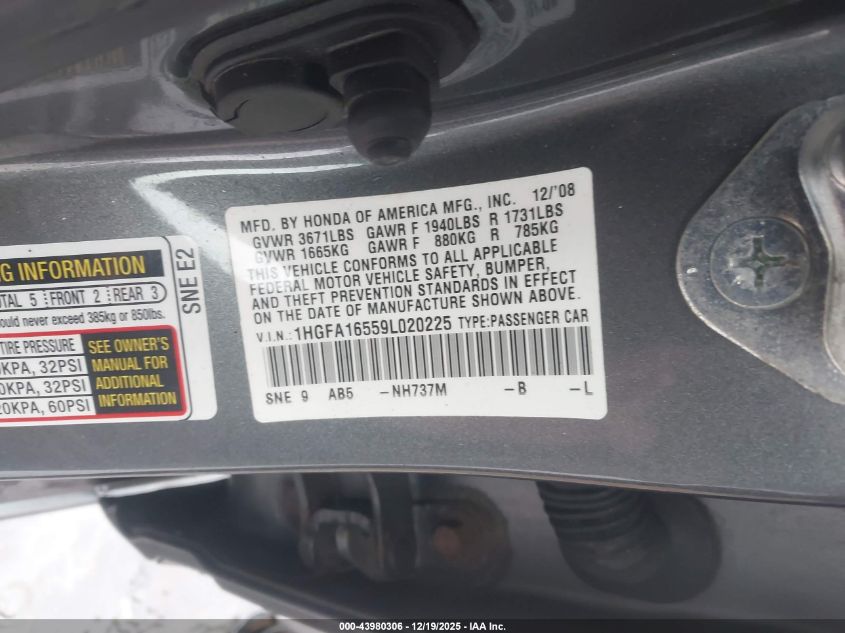 MFD. BY HONDA OF AMERICA MFG., INC. 12/'08
GVWR 3671LBS GAWR F 1940LBS R 1731LBS
GVWR 1665KG GAWR F 880KG R 785KG
THIS VEHICLE CONFORMS TO ALL APPLICABLE
FEDERAL MOTOR VEHICLE SAFETY, BUMPER,
AND THEFT PREVENTION STANDARDS IN EFFECT
ON THE DATE OF MANUFACTURE SHOWN ABOVE.
V.I.N.: 1HGFA16559L020225 TYPE:PASSENGER CAR
SNE 9 AB5 -NH737M -B -L
INFORMATION
5 FRONT 2 REAR 3
never exceed 385kg or 850lbs.
PRESSURE
KPA, 32PSI
KPA, 32PSI
KPA, 60PSI
SEE OWNER'S
MANUAL FOR
ADDITIONAL
INFORMATION
SNE E2
000-43980306 - 12/19/2025 - IAA Inc.